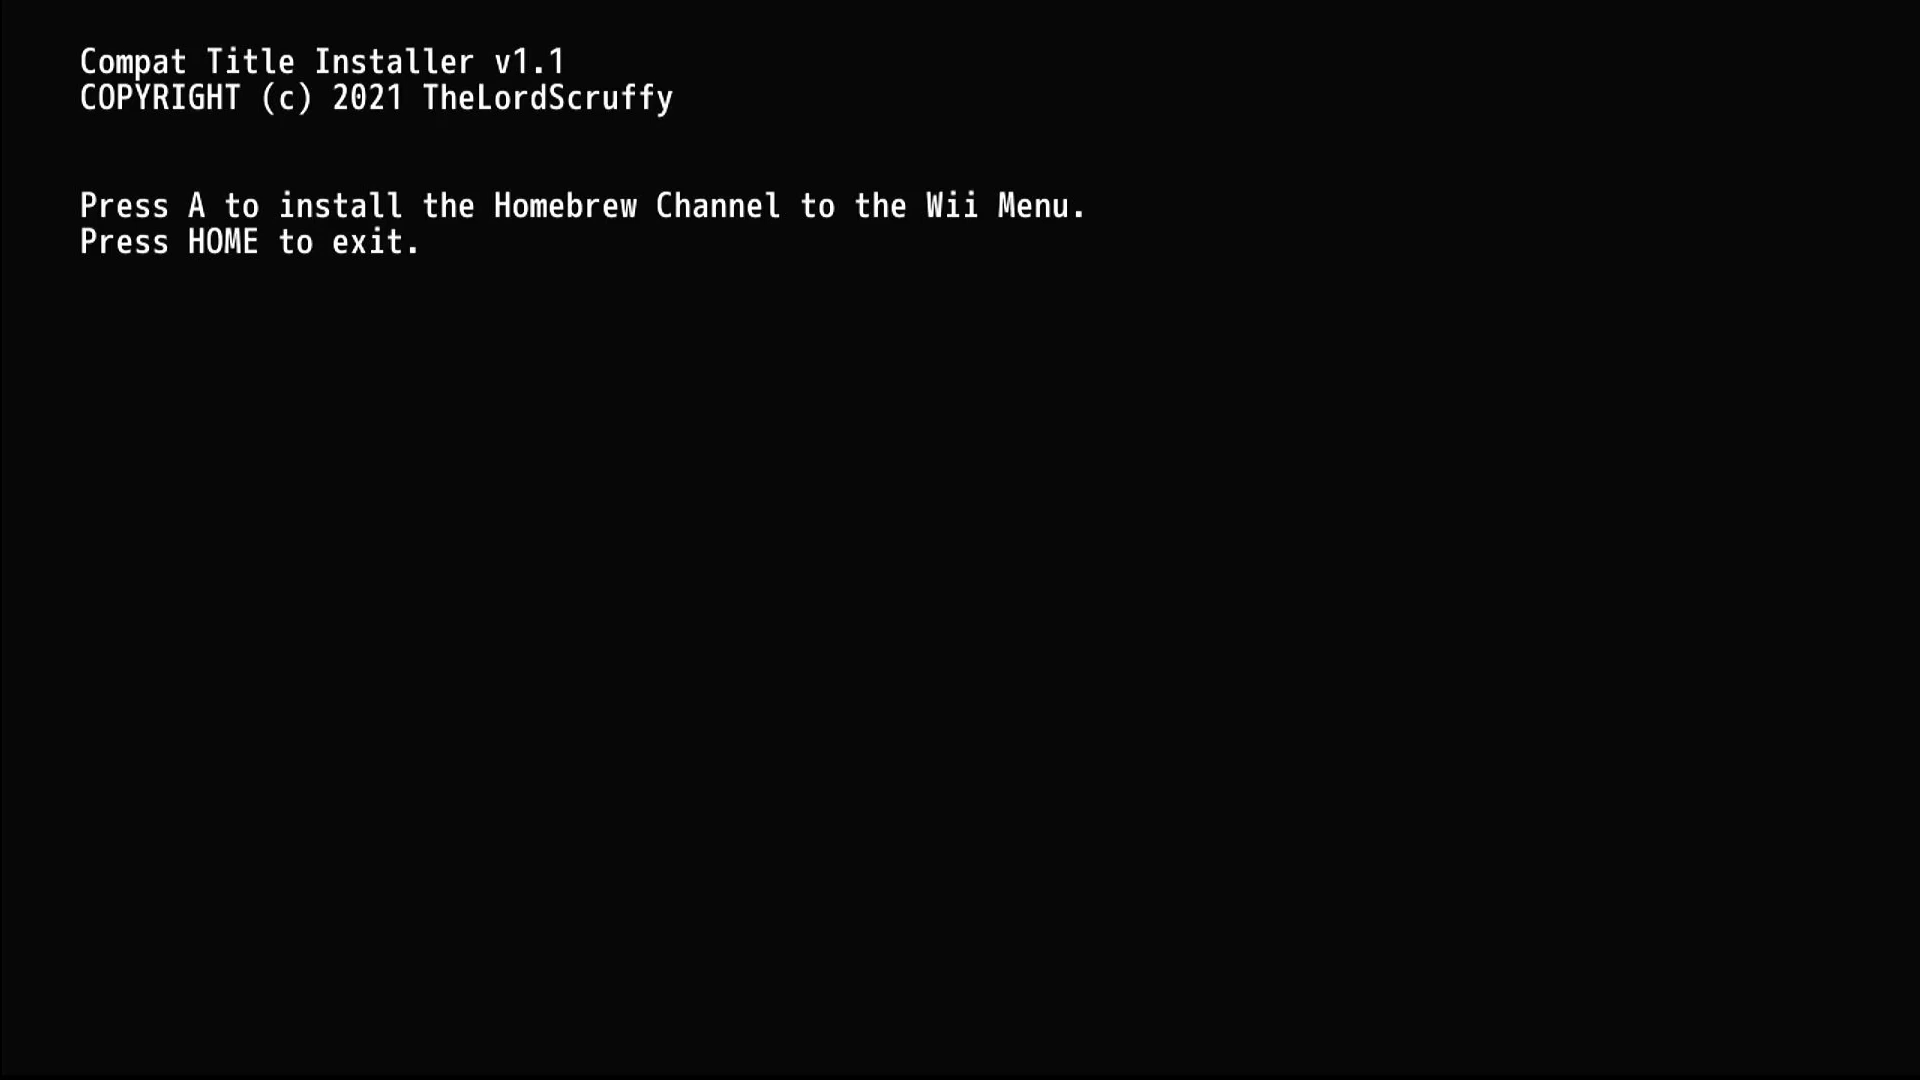 Compat Title Installer v1.1
COPYRIGHT (c) 2021 TheLordScruffy
Press A to install the Homebrew Channel to the Wii Menu.
Press HOME to exit.